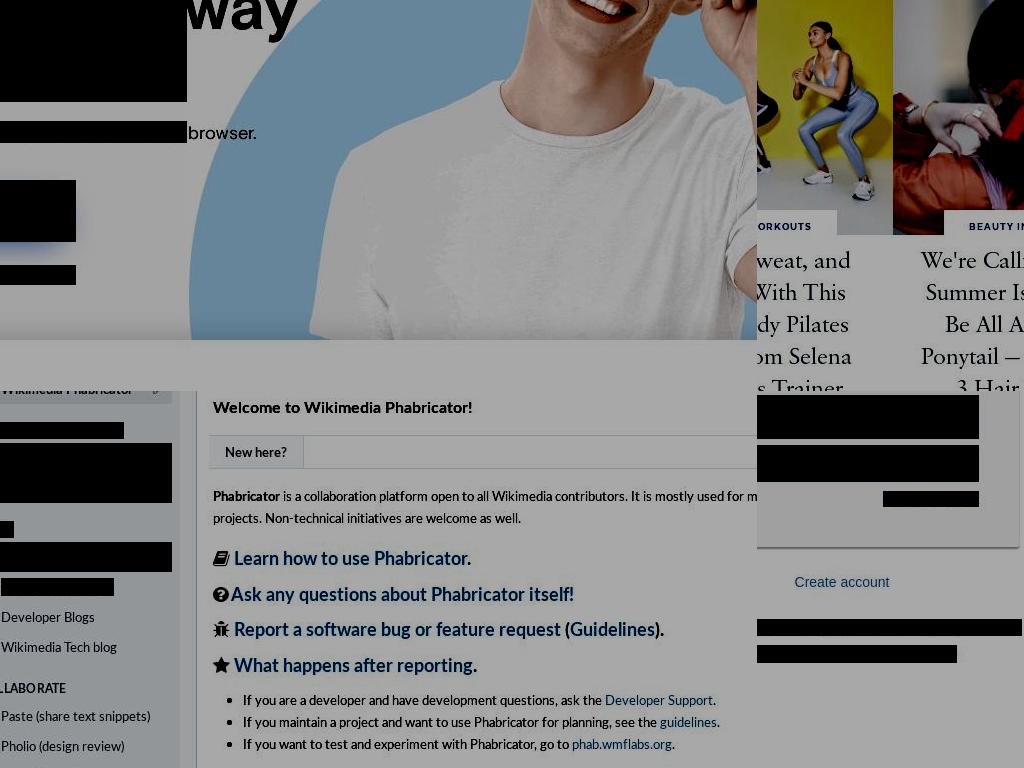 way
browser.
ORKOUTS
weat, and
With This
dy Pilates
om Selena
s Trainer
BEAUTY IN
We're Calli
Summer Is
Be All A
Ponytail —
3 Hair
Wikimedia Phabricator
Developer Blogs
Wikimedia Tech blog
LLABORATE
Paste (share text snippets)
Pholio (design review)
Welcome to Wikimedia Phabricator!
New here?
Phabricator is a collaboration platform open to all Wikimedia contributors. It is mostly used for m
projects. Non-technical initiatives are welcome as well.
Learn how to use Phabricator.
Ask any questions about Phabricator itself!
Report a software bug or feature request (Guidelines).
What happens after reporting.
If you are a developer and have development questions, ask the Developer Support.
If you maintain a project and want to use Phabricator for planning, see the guidelines.
If you want to test and experiment with Phabricator, go to phab.wmflabs.org.
Create account